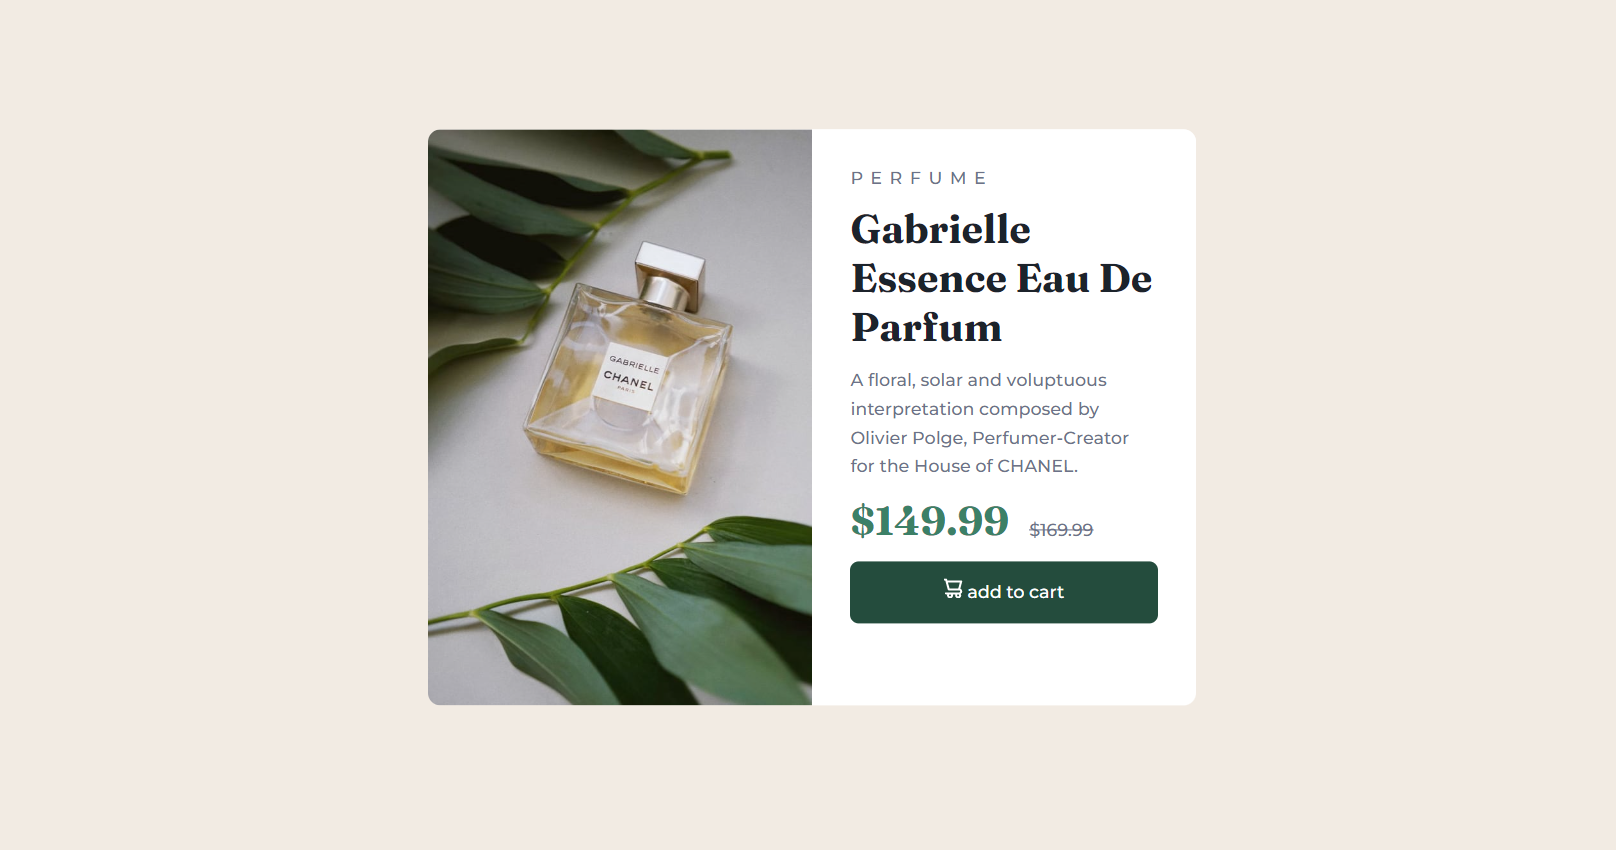 GABRIELLE
CHANEL
PARIS
PERFUME
Gabrielle
Essence Eau De
Parfum
A floral, solar and voluptuous
interpretation composed by
Olivier Polge, Perfumer-Creator
for the House of CHANEL.
$149.99 $169.99
add to cart